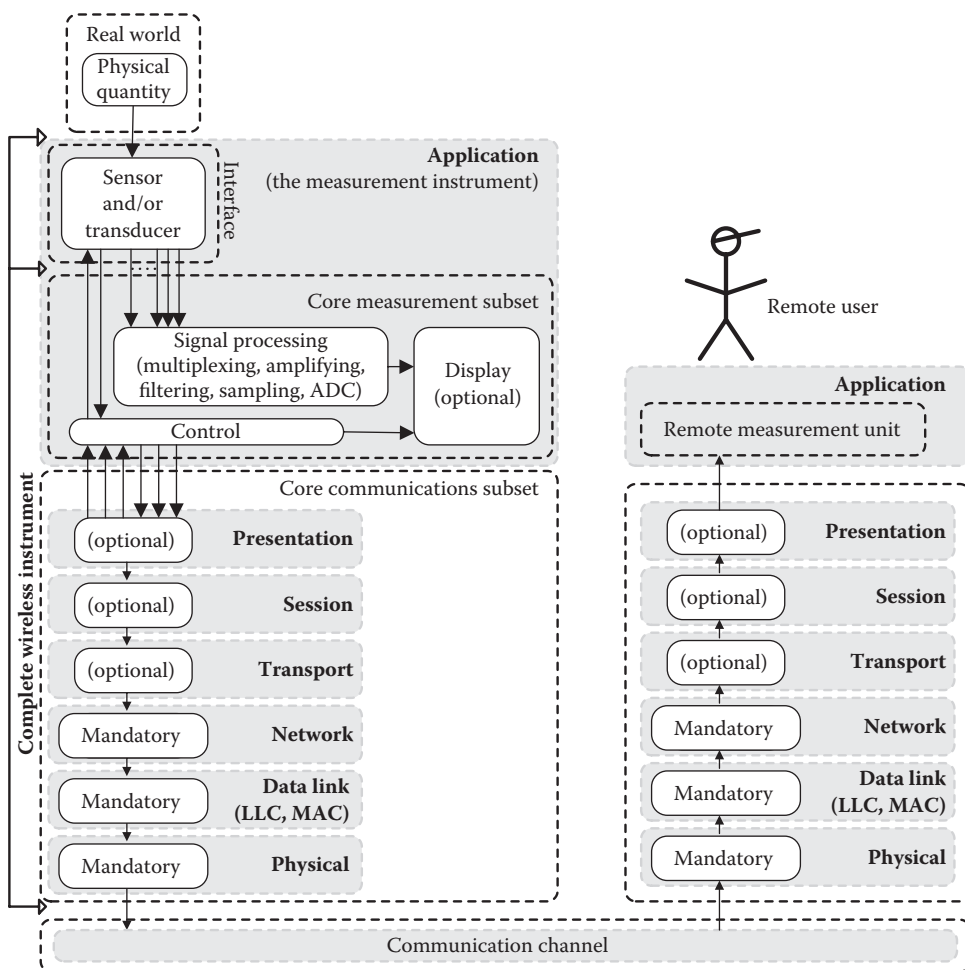 Real world
Physical
quantity
Application
(the measurement instrument)
Sensor
and/or
transducer
Interface
Core measurement subset
Signal processing
(multiplexing, amplifying,
filtering, sampling, ADC)
Display
(optional)
Control
Complete wireless instrument
Core communications subset
(optional)
Presentation
(optional)
Session
(optional)
Transport
Mandatory
Network
Mandatory
Data link
(LLC, MAC)
Mandatory
Physical
Remote user
Application
Remote measurement unit
(optional)
Presentation
(optional)
Session
(optional)
Transport
Mandatory
Network
Mandatory
Data link
(LLC, MAC)
Mandatory
Physical
Communication channel